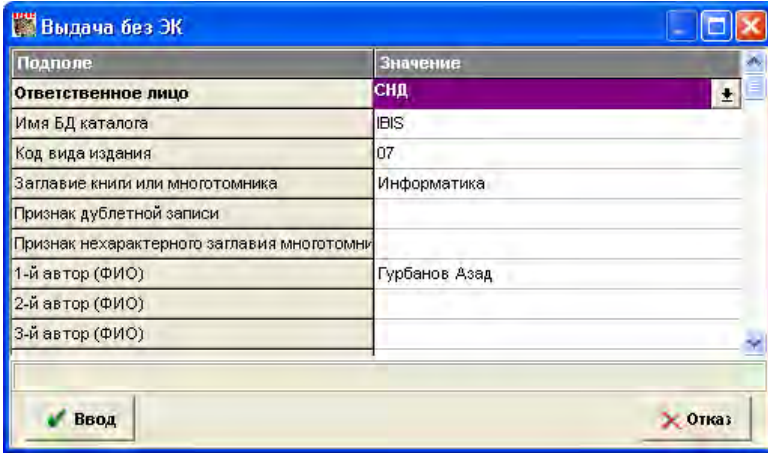 Выдача без ЭК
Подполе Значение
Ответственное лицо СНД
Имя БД каталога IBIS
Код вида издания 07
Заглавие книги или многотомника Информатика
Признак дублетной записи
Признак нехарактерного заглавия многотомни
1-й автор (ФИО) Гурбанов Азад
2-й автор (ФИО)
3-й автор (ФИО)
Ввод Отказ